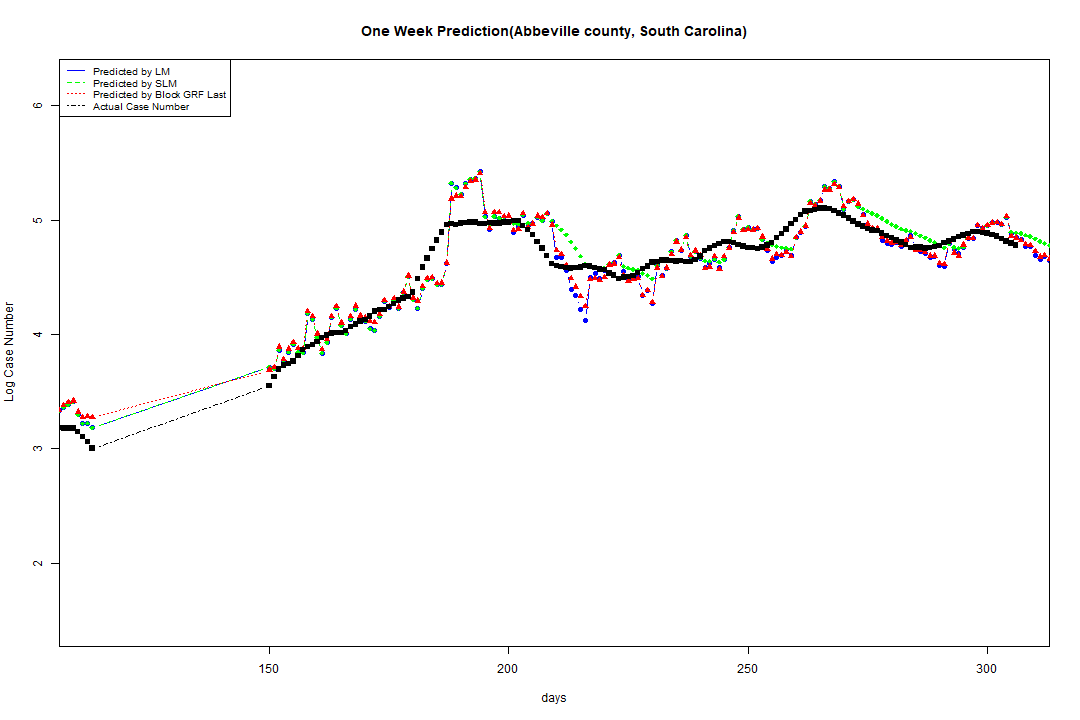 One Week Prediction(Abbeville county, South Carolina)
Predicted by LM
Predicted by SLM
Predicted by Block GRF Last
Actual Case Number
6
5
4
3
2
Log Case Number
150 200 250 300
days